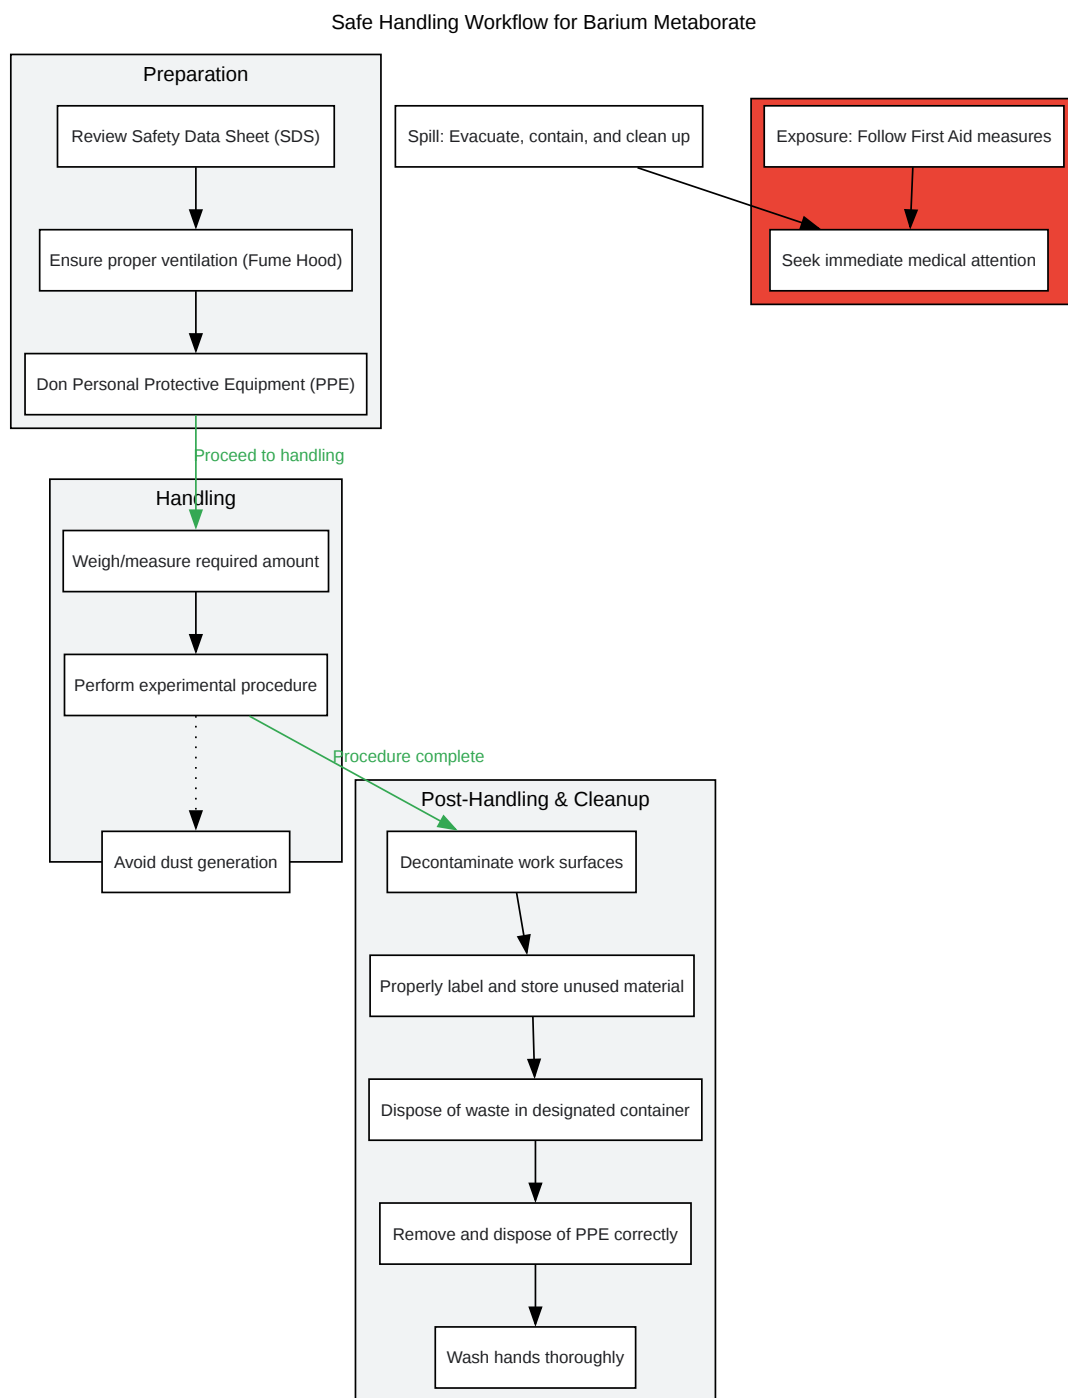 Safe Handling Workflow for Barium Metaborate
Preparation
Review Safety Data Sheet (SDS)
Ensure proper ventilation (Fume Hood)
Don Personal Protective Equipment (PPE)
Spill: Evacuate, contain, and clean up
Exposure: Follow First Aid measures
Seek immediate medical attention
Proceed to handling
Handling
Weigh/measure required amount
Perform experimental procedure
Avoid dust generation
Procedure complete
Post-Handling & Cleanup
Decontaminate work surfaces
Properly label and store unused material
Dispose of waste in designated container
Remove and dispose of PPE correctly
Wash hands thoroughly